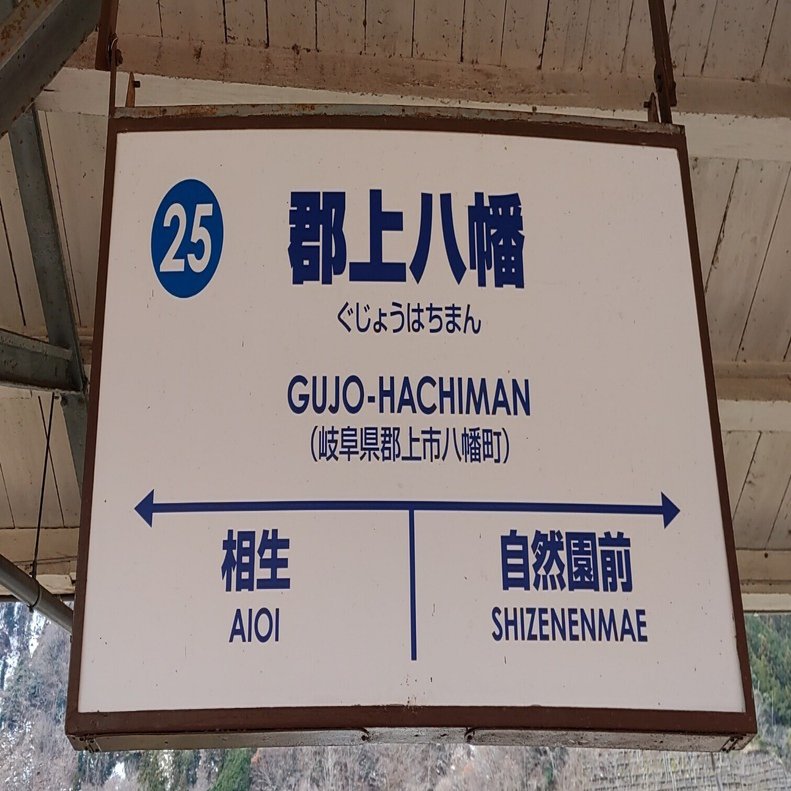 25
郡上八幡
ぐじょうはちまん
GUJO-HACHIMAN
(岐阜県郡上市八幡町)
相生
AIOI
自然園前
SHIZENENMAE